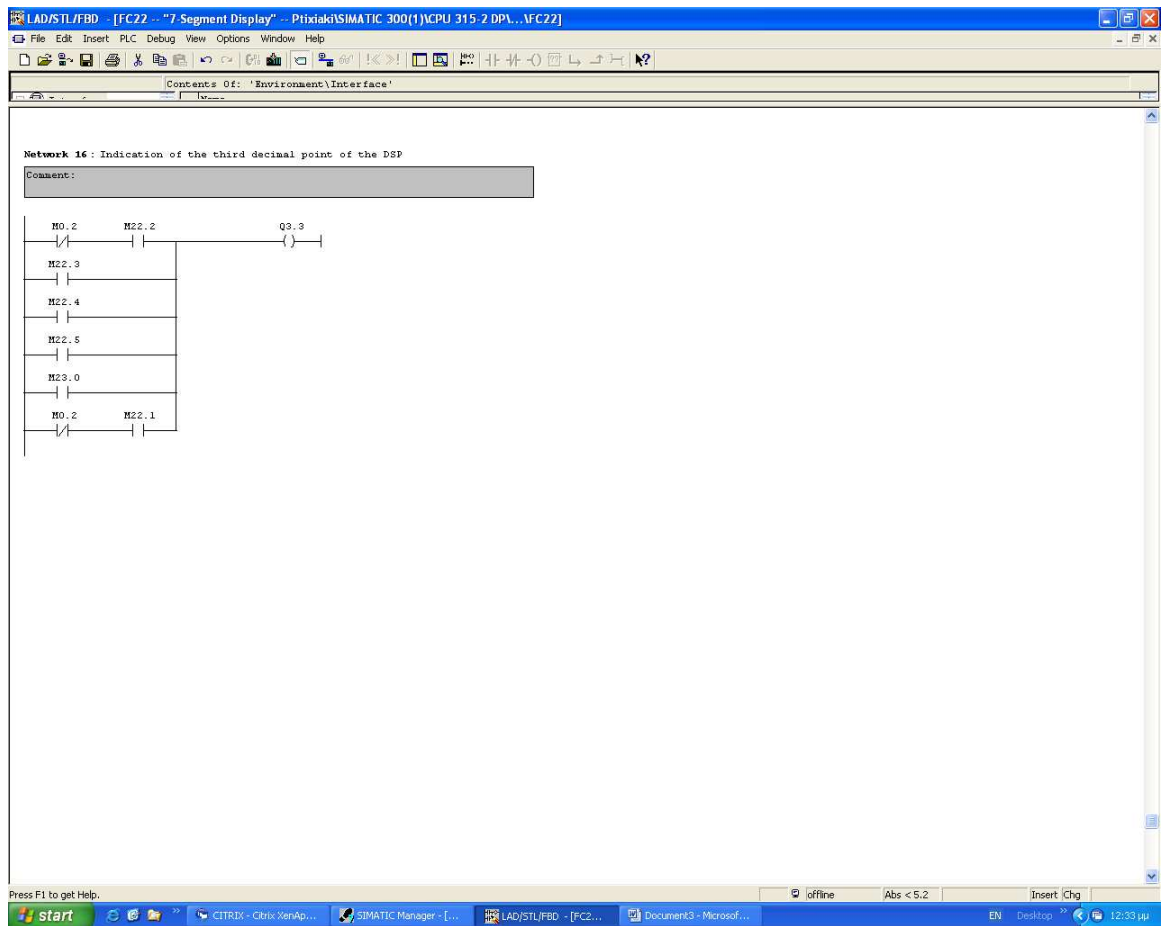 LAD/STL/FBD - [FC22 -- "7-Segment Display" -- Ptixiaki\SIMATIC 300(1)\CPU 315-2 DP\...\FC22]
File Edit Insert PLC Debug View Options Window Help
Contents Of: 'Environment\Interface'
Name
Network 16 : Indication of the third decimal point of the DSP
Comment:
M0.2 M22.2 Q3.3
M22.3
M22.4
M22.5
M23.0
M0.2 M22.1
Press F1 to get Help. offline Abs < 5.2 Insert Chg
start CITRIX - Citrix XenAp... SIMATIC Manager - [... LAD/STL/FBD - [FC2... Document3 - Microsof... EN Desktop 12:33 μμ